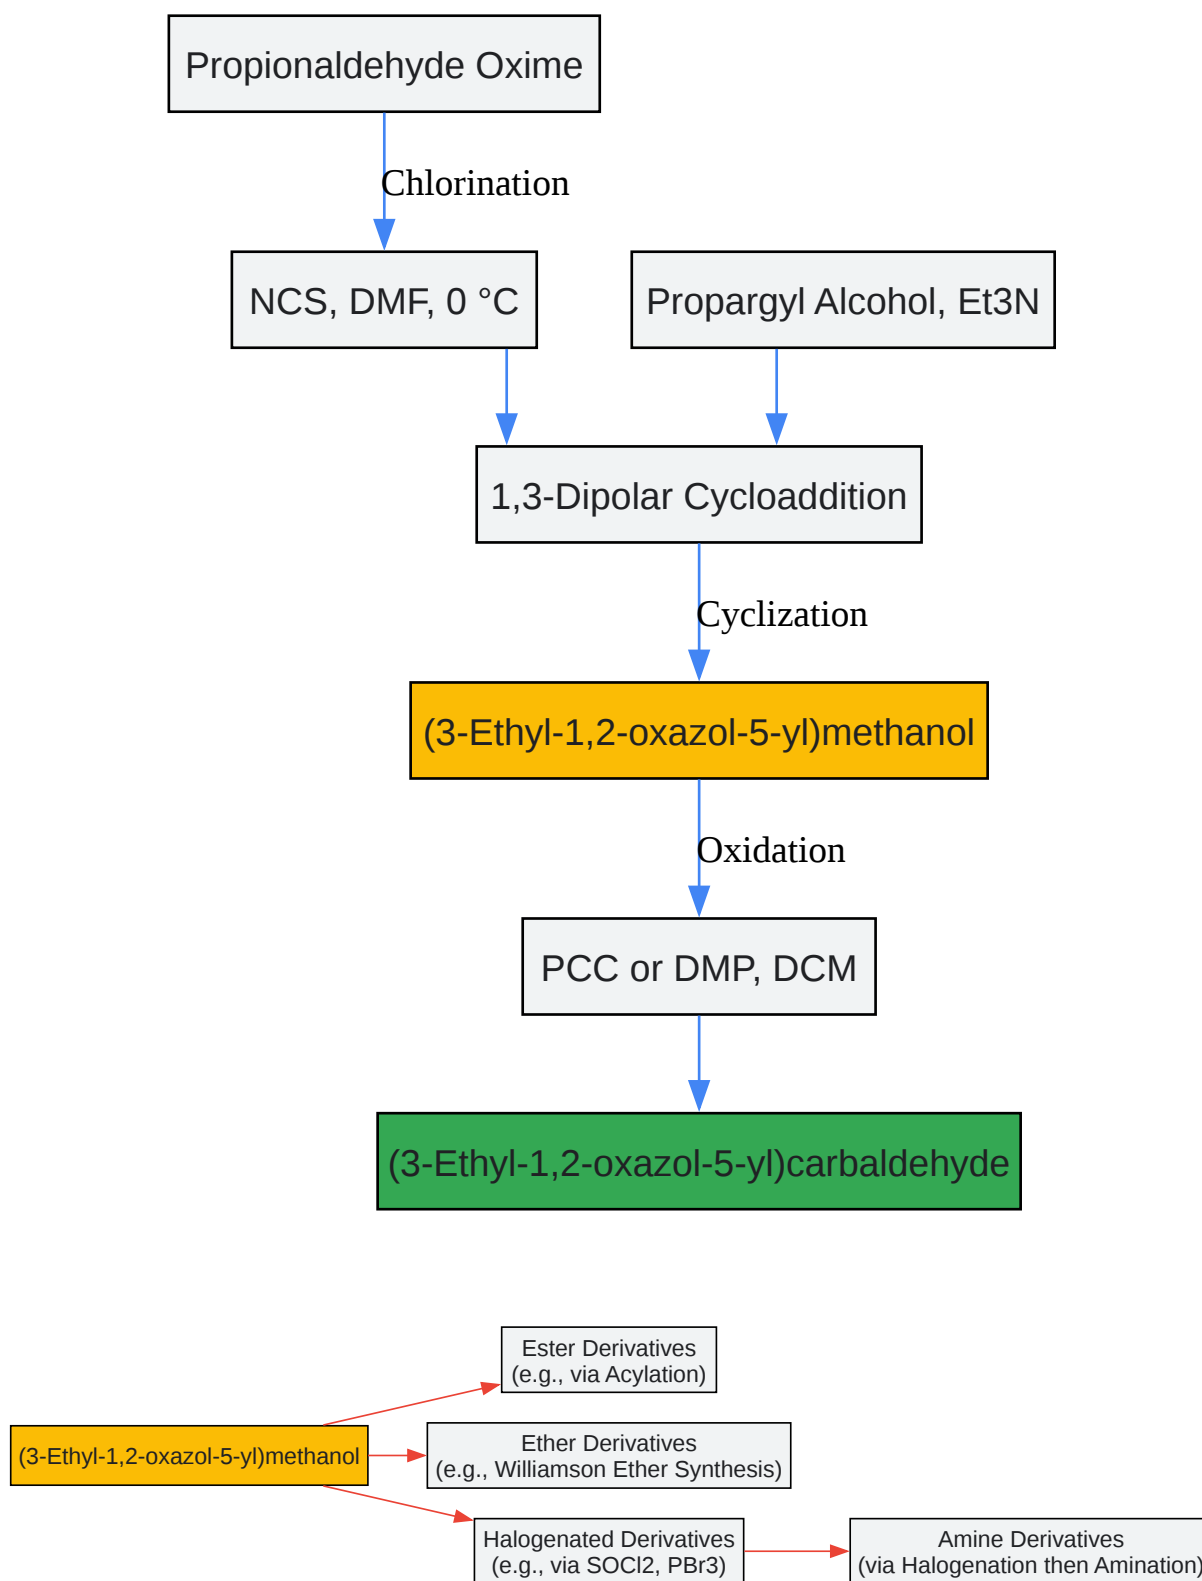 Propionaldehyde Oxime
Chlorination
NCS, DMF, 0 °C
Propargyl Alcohol, Et3N
1,3-Dipolar Cycloaddition
Cyclization
(3-Ethyl-1,2-oxazol-5-yl)methanol
Oxidation
PCC or DMP, DCM
(3-Ethyl-1,2-oxazol-5-yl)carbaldehyde
Ester Derivatives
(e.g., via Acylation)
(3-Ethyl-1,2-oxazol-5-yl)methanol
Ether Derivatives
(e.g., Williamson Ether Synthesis)
Halogenated Derivatives
(e.g., via SOCl2, PBr3)
Amine Derivatives
(via Halogenation then Amination)